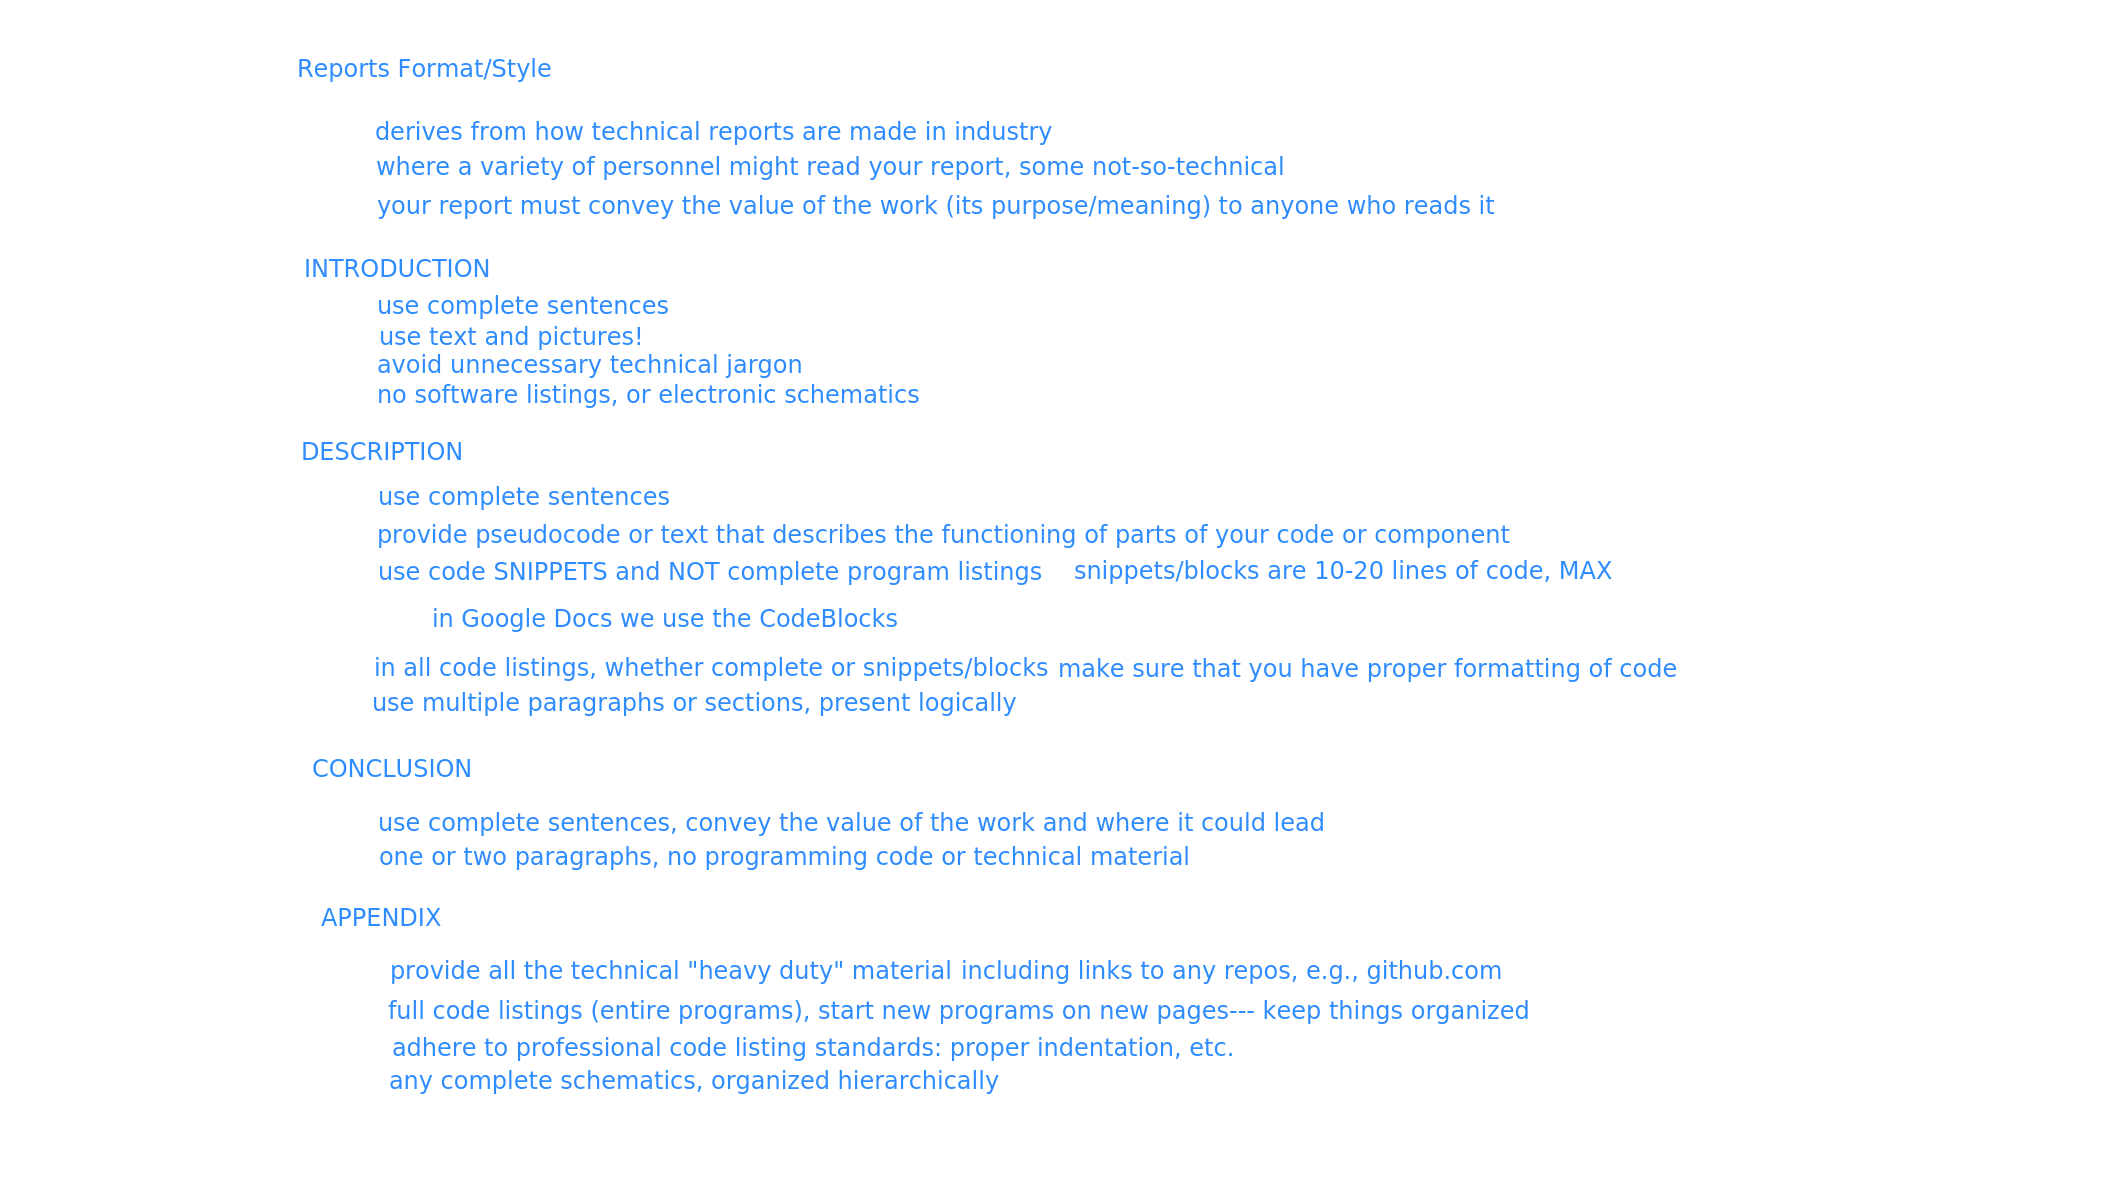 Reports Format/Style
derives from how technical reports are made in industry
where a variety of personnel might read your report, some not-so-technical
your report must convey the value of the work (its purpose/meaning) to anyone who reads it
INTRODUCTION
use complete sentences
use text and pictures!
avoid unnecessary technical jargon
no software listings, or electronic schematics
DESCRIPTION
use complete sentences
provide pseudocode or text that describes the functioning of parts of your code or component
use code SNIPPETS and NOT complete program listings snippets/blocks are 10-20 lines of code, MAX
in Google Docs we use the CodeBlocks
in all code listings, whether complete or snippets/blocks make sure that you have proper formatting of code
use multiple paragraphs or sections, present logically
CONCLUSION
use complete sentences, convey the value of the work and where it could lead
one or two paragraphs, no programming code or technical material
APPENDIX
provide all the technical "heavy duty" material including links to any repos, e.g., github.com
full code listings (entire programs), start new programs on new pages--- keep things organized
adhere to professional code listing standards: proper indentation, etc.
any complete schematics, organized hierarchically